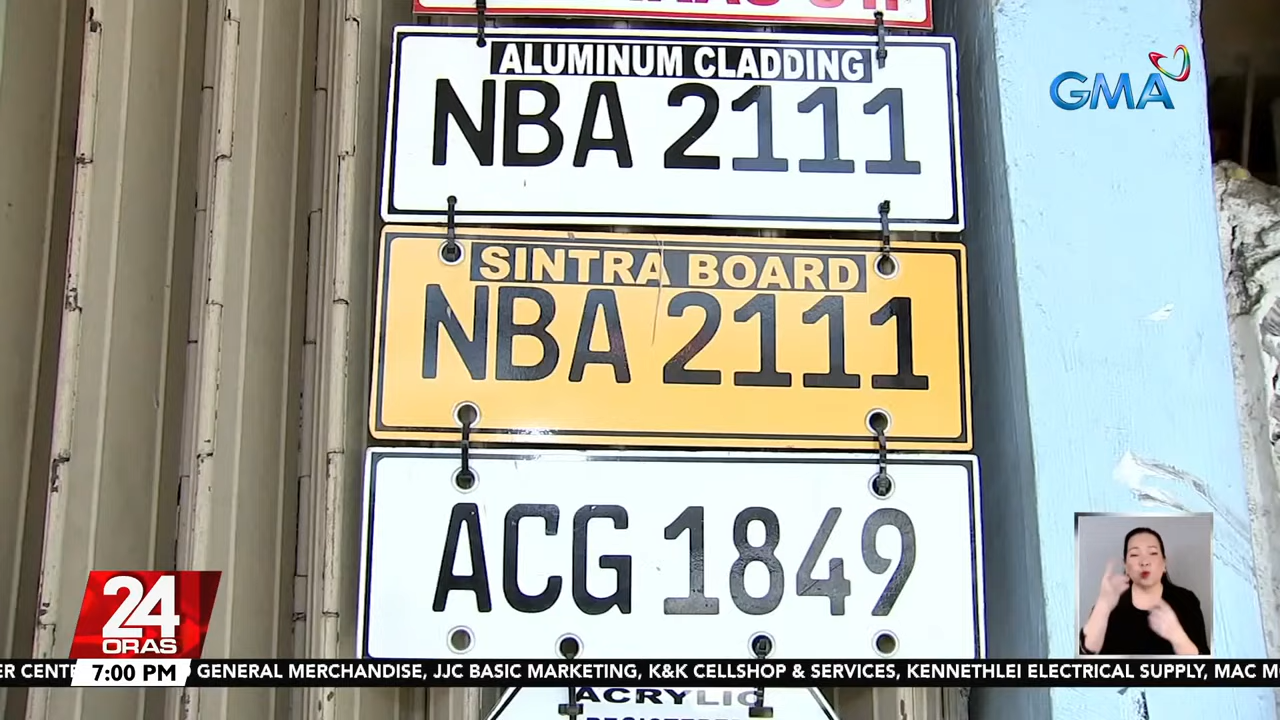 ALUMINUM CLADDING
NBA 2111
GMA
SINTRA BOARD
NBA 2111
ACG 1849
24
ORAS
7:00 PM
GENERAL MERCHANDISE, JJC BASIC MARKETING, K&K CELLSHOP & SERVICES, KENNETHLEI ELECTRICAL SUPPLY, MAC
ACRYLIC